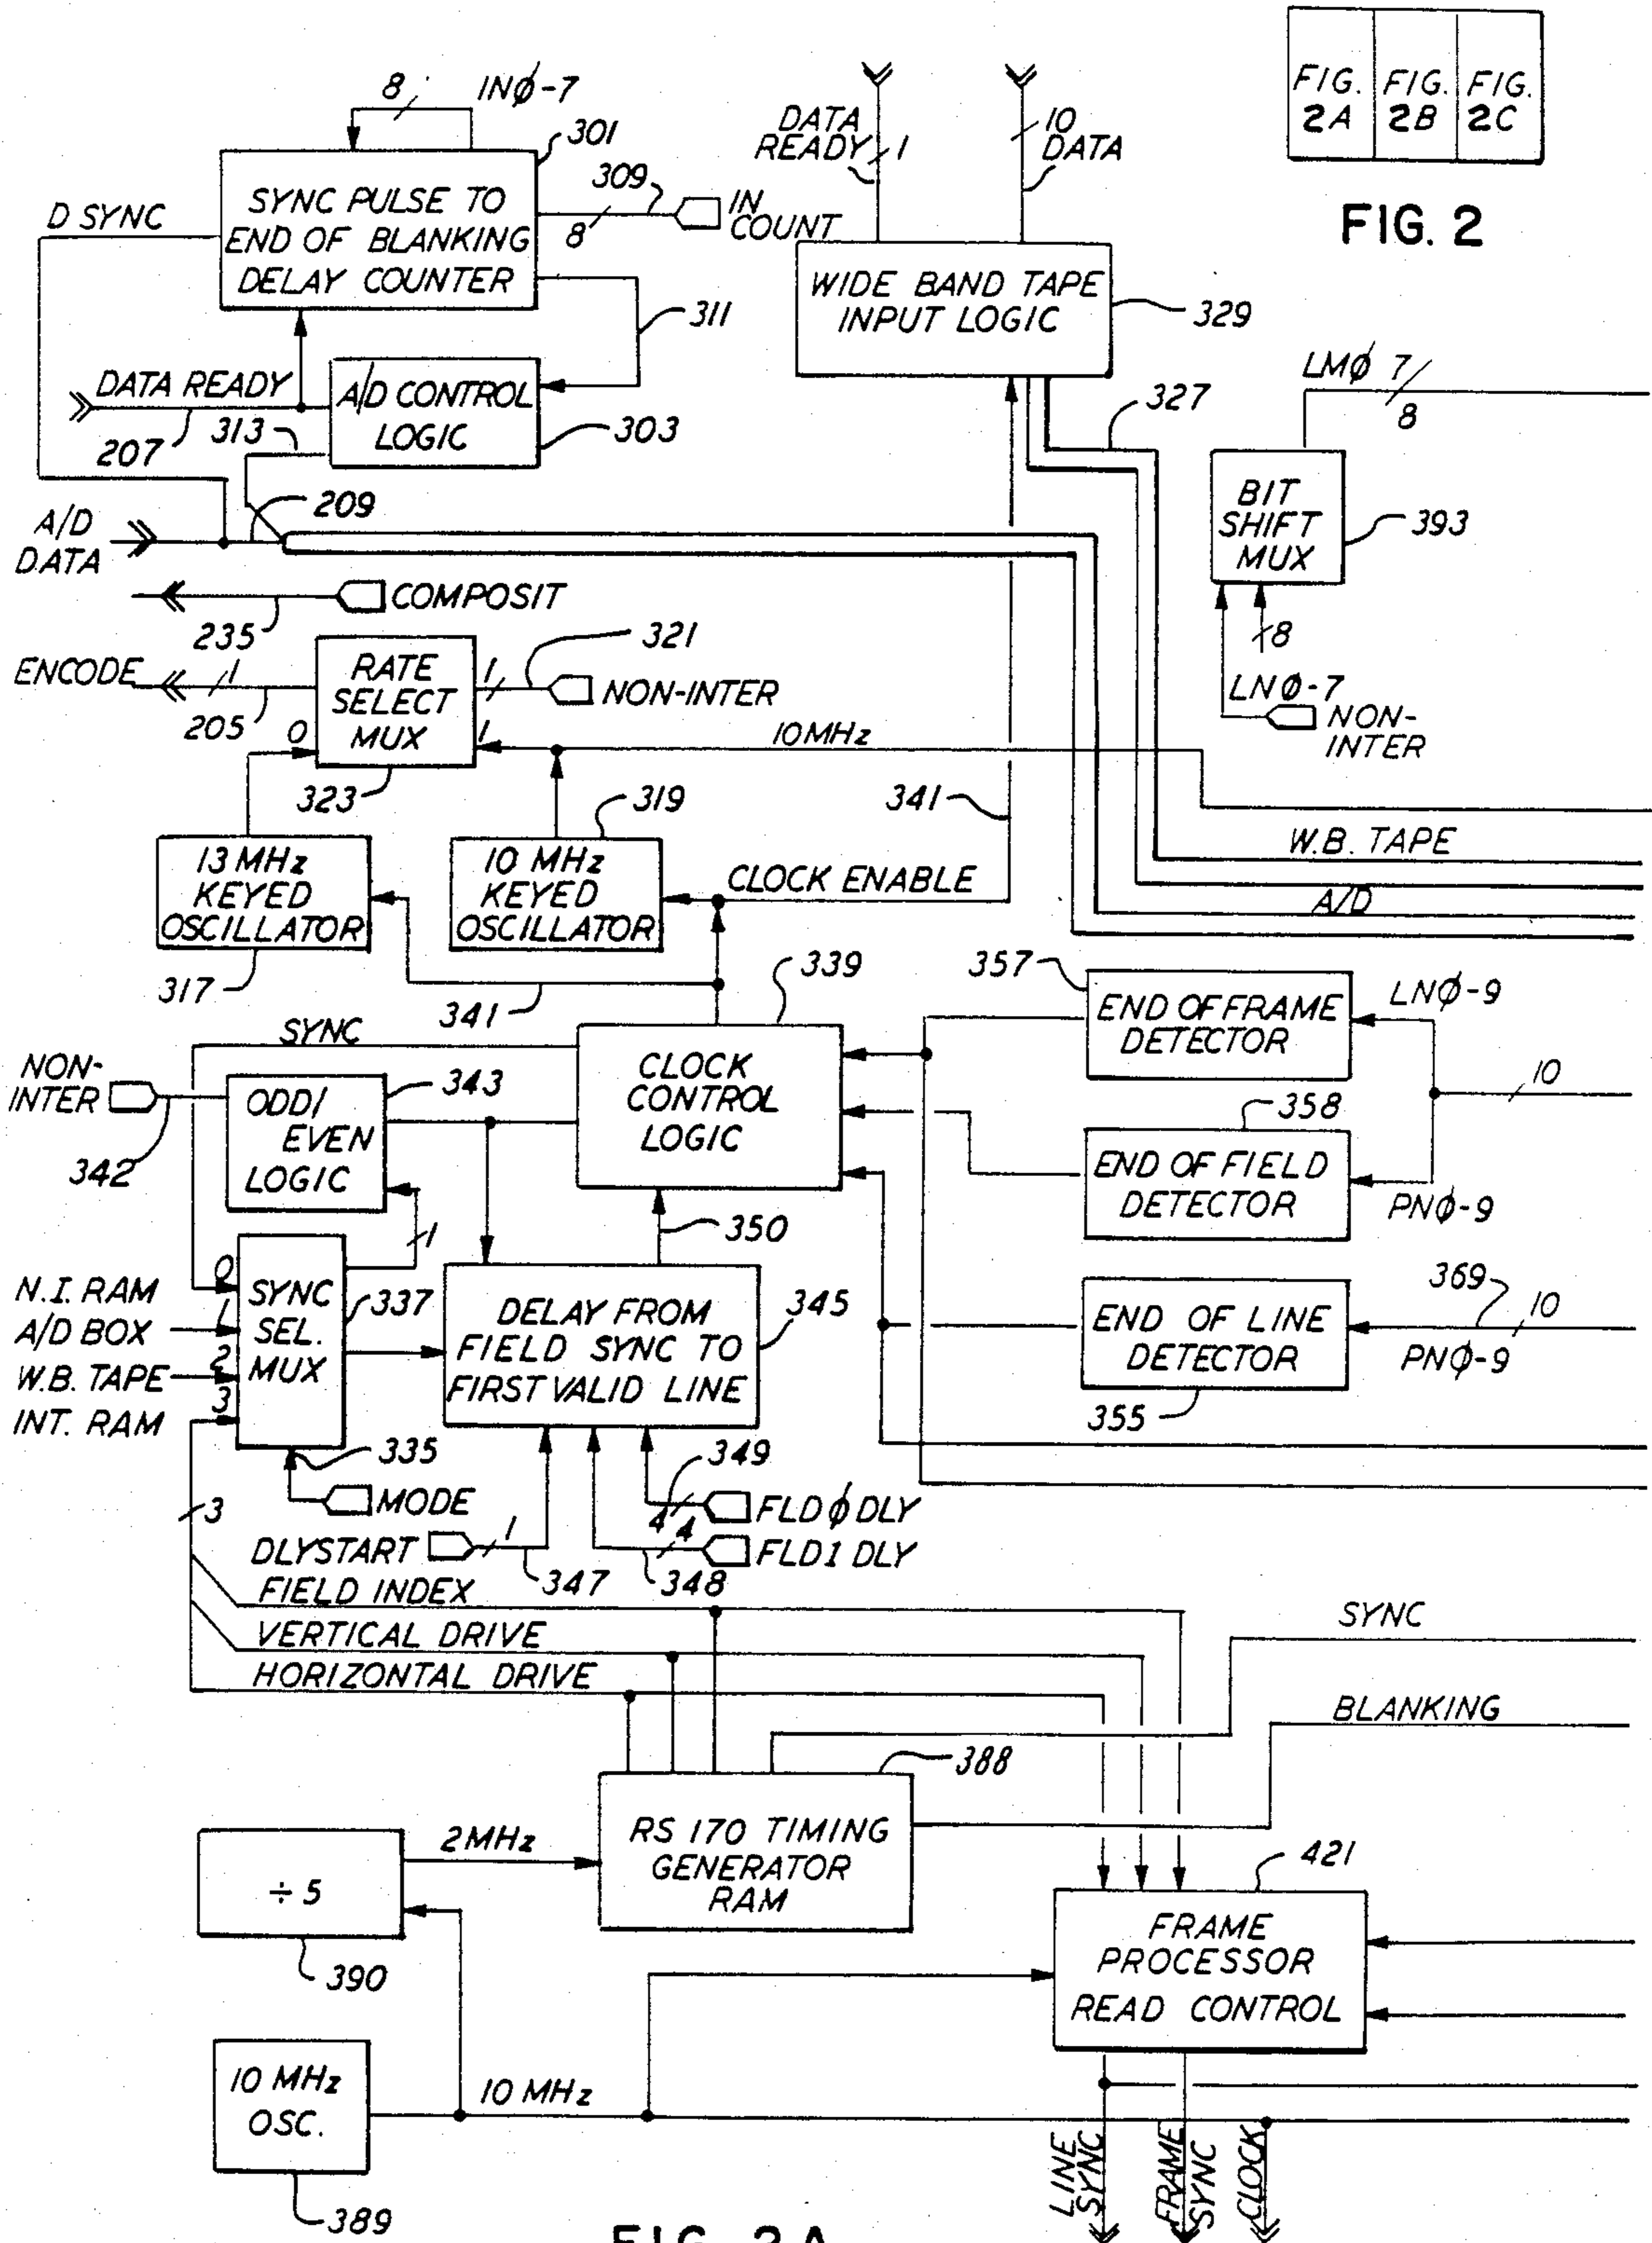 8 INϕ-7
301
309
8
IN
COUNT
D SYNC
SYNC PULSE TO
END OF BLANKING
DELAY COUNTER
311
DATA READY
207
313
A/D CONTROL
LOGIC
303
A/D
DATA
209
DATA
READY
1
10
DATA
WIDE BAND TAPE
INPUT LOGIC
329
327
FIG.
2A
FIG.
2B
FIG.
2C
FIG. 2
LMϕ 7
8
BIT
SHIFT
MUX
393
8
LNϕ-7
NON-
INTER
COMPOSIT
235
ENCODE
1
205
RATE
SELECT
MUX
0
1
1
323
321
NON-INTER
10MHz
341
13 MHz
KEYED
OSCILLATOR
317
10 MHz
KEYED
OSCILLATOR
319
CLOCK ENABLE
341
W.B. TAPE
A/D
339
CLOCK
CONTROL
LOGIC
357
END OF FRAME
DETECTOR
LNϕ-9
10
358
END OF FIELD
DETECTOR
PNϕ-9
369
10
END OF LINE
DETECTOR
PNϕ-9
355
SYNC
NON-
INTER
342
343
ODD/
EVEN
LOGIC
1
350
N.I. RAM
A/D BOX
W.B. TAPE
INT. RAM
0
1
2
3
SYNC
SEL.
MUX
337
335
MODE
DELAY FROM
FIELD SYNC TO
FIRST VALID LINE
345
349
4
FLD ϕ DLY
4
FLD1 DLY
348
DLYSTART
1
347
3
FIELD INDEX
VERTICAL DRIVE
HORIZONTAL DRIVE
SYNC
BLANKING
388
RS 170 TIMING
GENERATOR
RAM
2MHz
÷ 5
390
421
FRAME
PROCESSOR
READ CONTROL
10 MHz
OSC.
389
10 MHz
LINE
SYNC
FRAME
SYNC
CLOCK
FIG. 2A